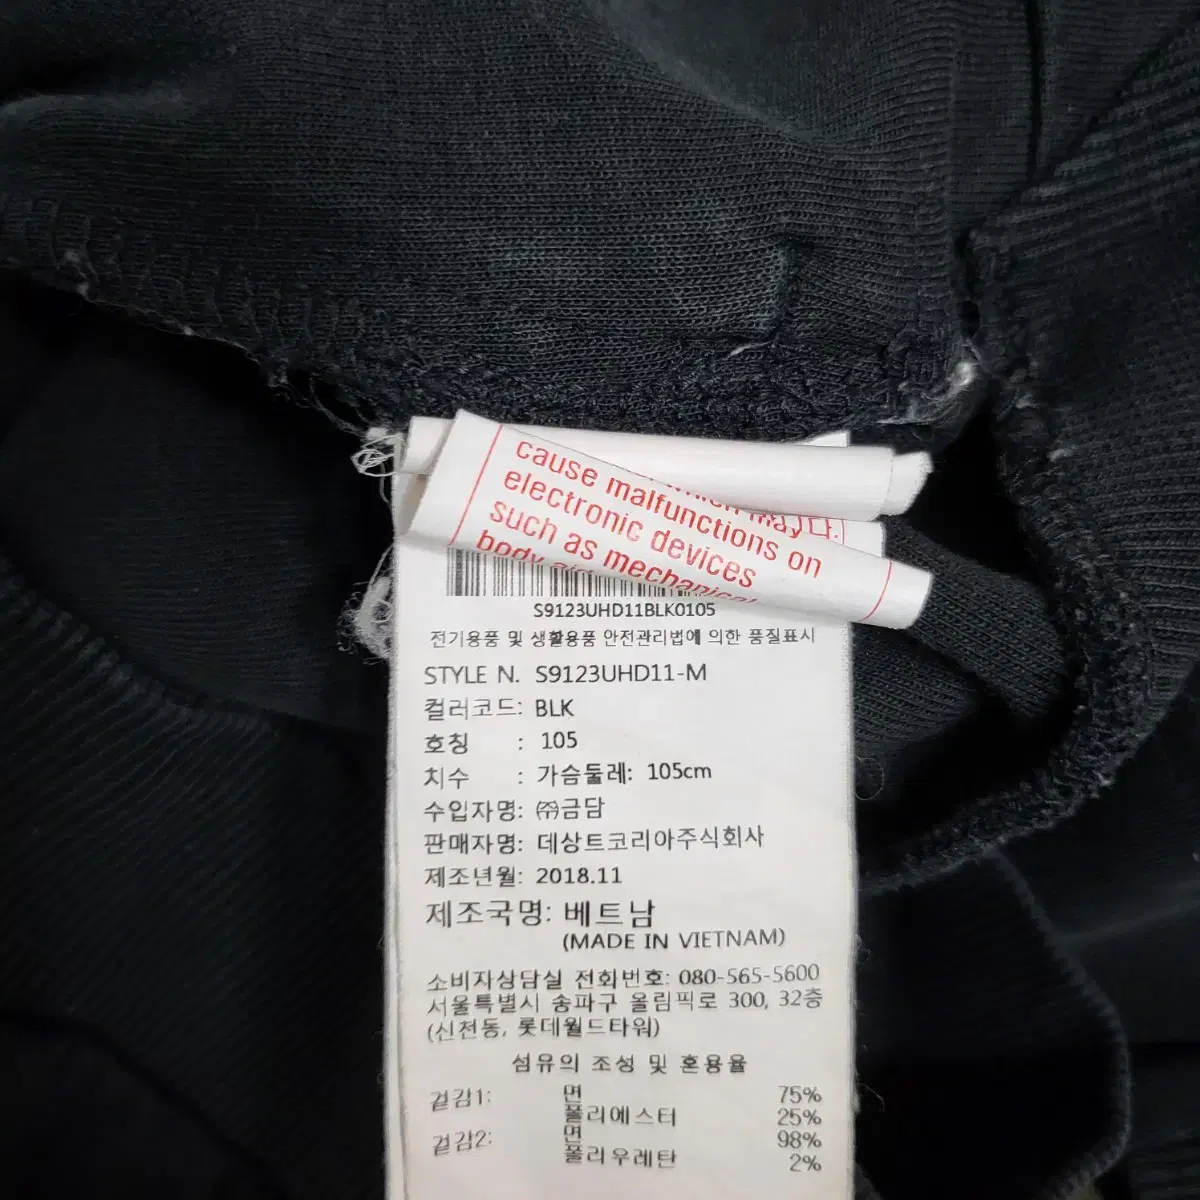 cause malfunctions on
electronic devices
such as mechanical
body
which may
다.
S9123UHD11BLK0105
전기용품 및 생활용품 안전관리법에 의한 품질표시
STYLE N. S9123UHD11-M
컬러코드: BLK
호칭 : 105
치수 : 가슴둘레: 105cm
수입자명: ㈜금담
판매자명: 데상트코리아주식회사
제조년월: 2018.11
제조국명: 베트남
(MADE IN VIETNAM)
소비자상담실 전화번호: 080-565-5600
서울특별시 송파구 올림픽로 300, 32층
(신천동, 롯데월드타워)
섬유의 조성 및 혼용율
겉감1: 면 75%
폴리에스터 25%
겉감2: 면 98%
폴리우레탄 2%